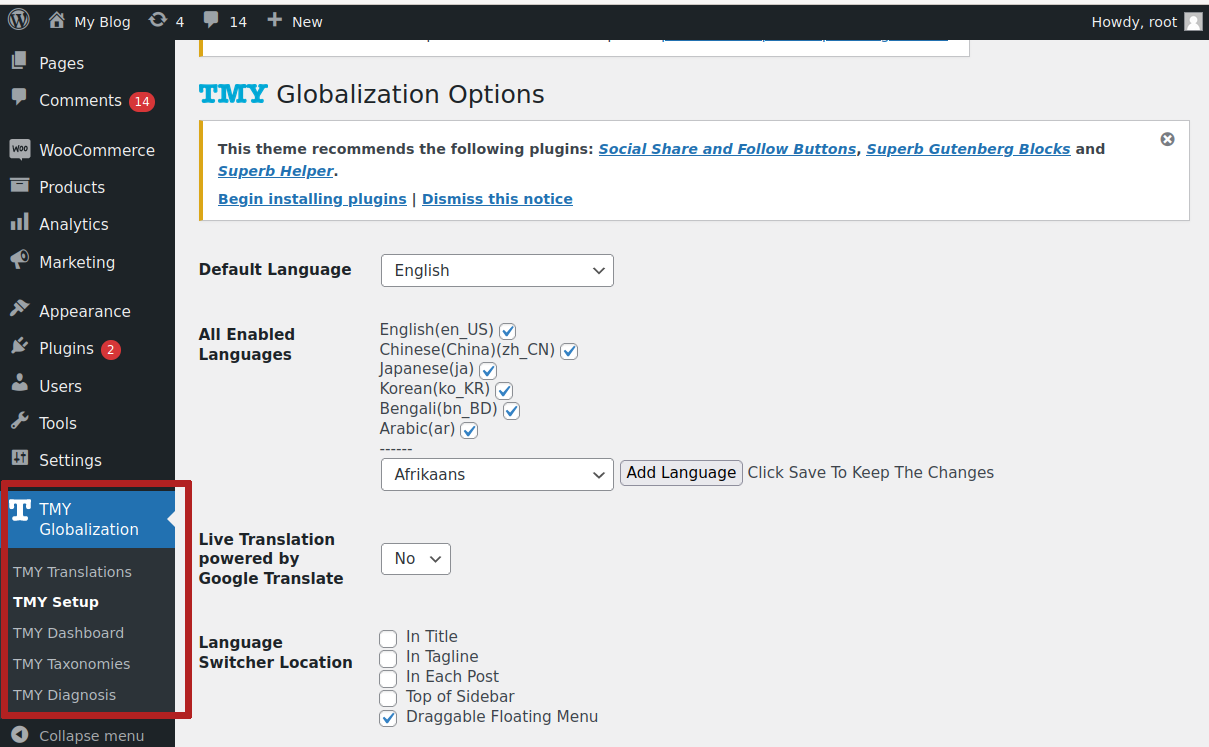 My Blog 4 14 New Howdy, root
Pages
Comments 14
WooCommerce
Products
Analytics
Marketing
Appearance
Plugins 2
Users
Tools
Settings
TMY
Globalization
TMY Translations
TMY Setup
TMY Dashboard
TMY Taxonomies
TMY Diagnosis
Collapse menu
TMY Globalization Options
This theme recommends the following plugins: Social Share and Follow Buttons, Superb Gutenberg Blocks and
Superb Helper.
Begin installing plugins | Dismiss this notice
Default Language English
All Enabled
Languages
English(en_US)
Chinese(China)(zh_CN)
Japanese(ja)
Korean(ko_KR)
Bengali(bn_BD)
Arabic(ar)
------
Afrikaans Add Language Click Save To Keep The Changes
Live Translation
powered by
Google Translate
No
Language
Switcher Location
In Title
In Tagline
In Each Post
Top of Sidebar
Draggable Floating Menu